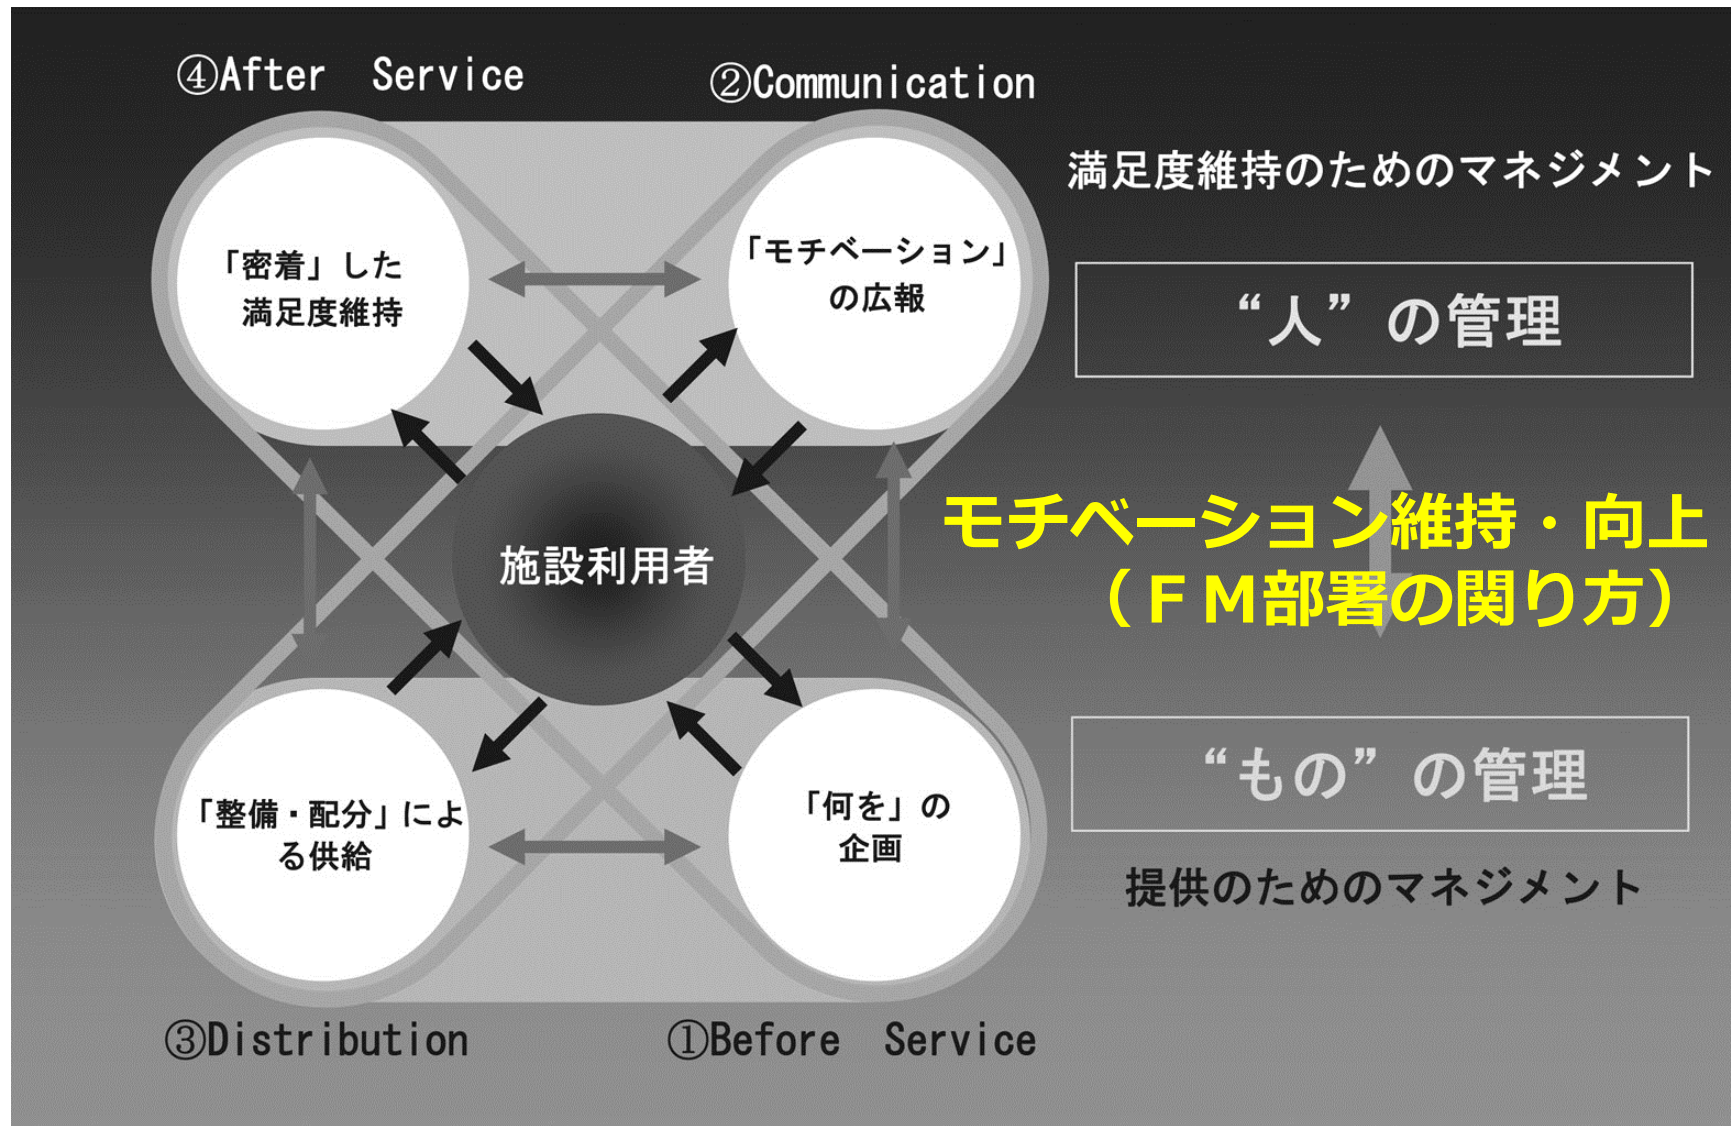 ④After Service
②Communication
満足度維持のためのマネジメント
「密着」した
満足度維持
「モチベーション」
の広報
“人”の管理
モチベーション維持・向上
（ＦＭ部署の関り方）
施設利用者
「整備・配分」によ
る供給
「何を」の
企画
“もの”の管理
提供のためのマネジメント
③Distribution
①Before Service